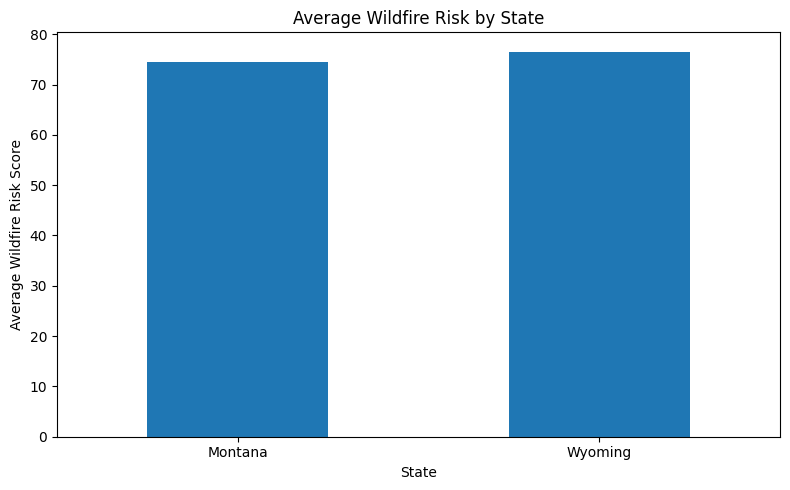 Average Wildfire Risk by State
80
70
60
50
40
30
20
10
0
Average Wildfire Risk Score
Montana
Wyoming
State